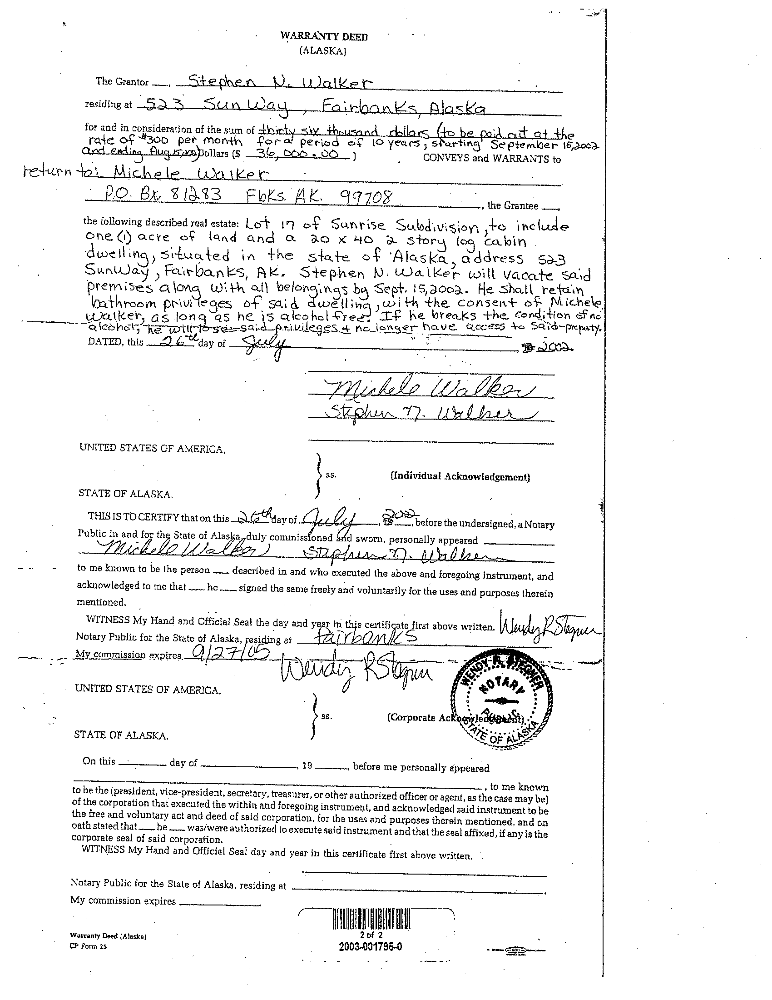 WARRANTY DEED
(ALASKA)
The Grantor ___, Stephen N. Walker
residing at 523 Sun Way, Fairbanks, Alaska
for and in consideration of the sum of thirty six thousand dollars (to be paid out at the
rate of $300 per month for a period of 10 years, starting September 15, 2002
and ending Aug. 15, Dollars ($ 36,000.00 )
CONVEYS and WARRANTS to
return to: Michele Walker
P.O. Bx. 81283 Fbks. AK. 99708, the Grantee ___,
the following described real estate: Lot 17 of Sunrise Subdivision, to include
one (1) acre of land and a 20 x 40 2 story log cabin
dwelling, situated in the state of Alaska, address 523
SunWay, Fairbanks, AK. Stephen N. Walker will vacate said
premises along with all belongings by Sept. 15, 2002. He shall retain
bathroom privileges of said dwelling, with the consent of Michele
Walker, as long as he is alcohol free. If he breaks the condition of no
alcohol, he will lose said privileges & no longer have access to said propaty.
DATED, this 26th day of July, 2002
Michele Walker
Stephen N. Walker
UNITED STATES OF AMERICA,
ss. (Individual Acknowledgement)
STATE OF ALASKA.
THIS IS TO CERTIFY that on this 26th day of July, 2002, before the undersigned, a Notary
Public in and for the State of Alaska, duly commissioned and sworn, personally appeared
Michele Walker Stephen N. Walker
to me known to be the person ___ described in and who executed the above and foregoing instrument, and
acknowledged to me that ___ he ___ signed the same freely and voluntarily for the uses and purposes therein
mentioned.
WITNESS My Hand and Official Seal the day and year in this certificate first above written. Wendy R Stegner
Notary Public for the State of Alaska, residing at Fairbanks
My commission expires 9/27/05
Wendy R Stegner
WENDY R. STEGNER
NOTARY
PUBLIC
STATE OF ALASKA
UNITED STATES OF AMERICA,
ss. (Corporate Acknowledgement)
STATE OF ALASKA.
On this ___ day of ___, 19 ___, before me personally appeared
___, to me known
to be the (president, vice-president, secretary, treasurer, or other authorized officer or agent, as the case may be)
of the corporation that executed the within and foregoing instrument, and acknowledged said instrument to be
the free and voluntary act and deed of said corporation, for the uses and purposes therein mentioned, and on
oath stated that ___ he ___ was/were authorized to execute said instrument and that the seal affixed, if any is the
corporate seal of said corporation.
WITNESS My Hand and Official Seal day and year in this certificate first above written.
Notary Public for the State of Alaska, residing at ___
My commission expires ___
Warranty Deed (Alaska)
CP Form 25
2 of 2
2003-001796-0